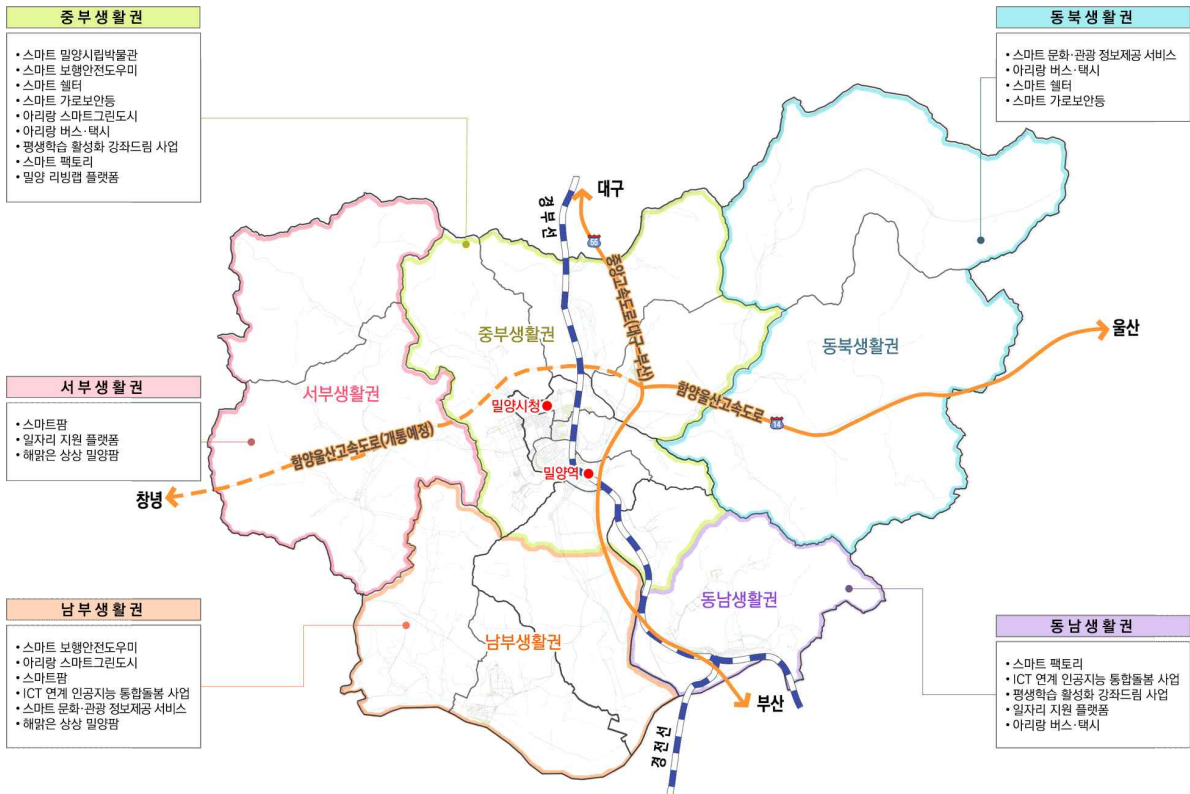 중부생활권
• 스마트 밀양시립박물관
• 스마트 보행안전도우미
• 스마트 쉘터
• 스마트 가로보안등
• 아리랑 스마트그린도시
• 아리랑 버스·택시
• 평생학습 활성화 강좌드림 사업
• 스마트 팩토리
• 밀양 리빙랩 플랫폼
동북생활권
• 스마트 문화·관광 정보제공 서비스
• 아리랑 버스·택시
• 스마트 쉘터
• 스마트 가로보안등
대구
경부선
55
중앙고속도로(대구-부산)
중부생활권
동북생활권
울산
서부생활권
• 스마트팜
• 일자리 지원 플랫폼
• 해맑은 상상 밀양팜
서부생활권
밀양시청
함양울산고속도로
14
함양울산고속도로(개통예정)
밀양역
창녕
남부생활권
• 스마트 보행안전도우미
• 아리랑 스마트그린도시
• 스마트팜
• ICT 연계 인공지능 통합돌봄 사업
• 스마트 문화·관광 정보제공 서비스
• 해맑은 상상 밀양팜
동남생활권
남부생활권
부산
경전선
동남생활권
• 스마트 팩토리
• ICT 연계 인공지능 통합돌봄 사업
• 평생학습 활성화 강좌드림 사업
• 일자리 지원 플랫폼
• 아리랑 버스·택시